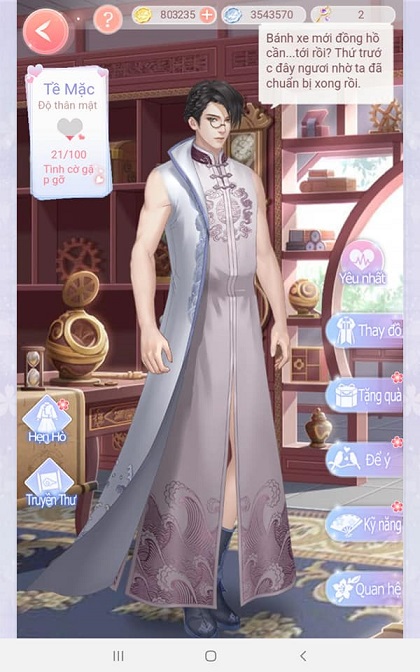 ?
803235 +
3543570
2
Bánh xe mới đồng hồ
cần...tới rồi? Thứ trướ
c đây ngươi nhờ ta đã
chuẩn bị xong rồi.
Tề Mặc
Độ thân mật
21/100
Tình cờ gặ
p gỡ
Yêu nhất
Thay đồ
Tặng quà
Để ý
Kỹ năng
Quan hệ
Hẹn Hò
Truyện Thư